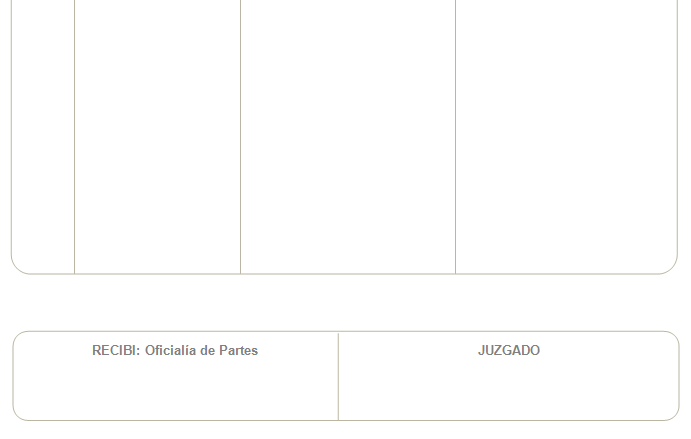 RECIBI: Oficialía de Partes
JUZGADO